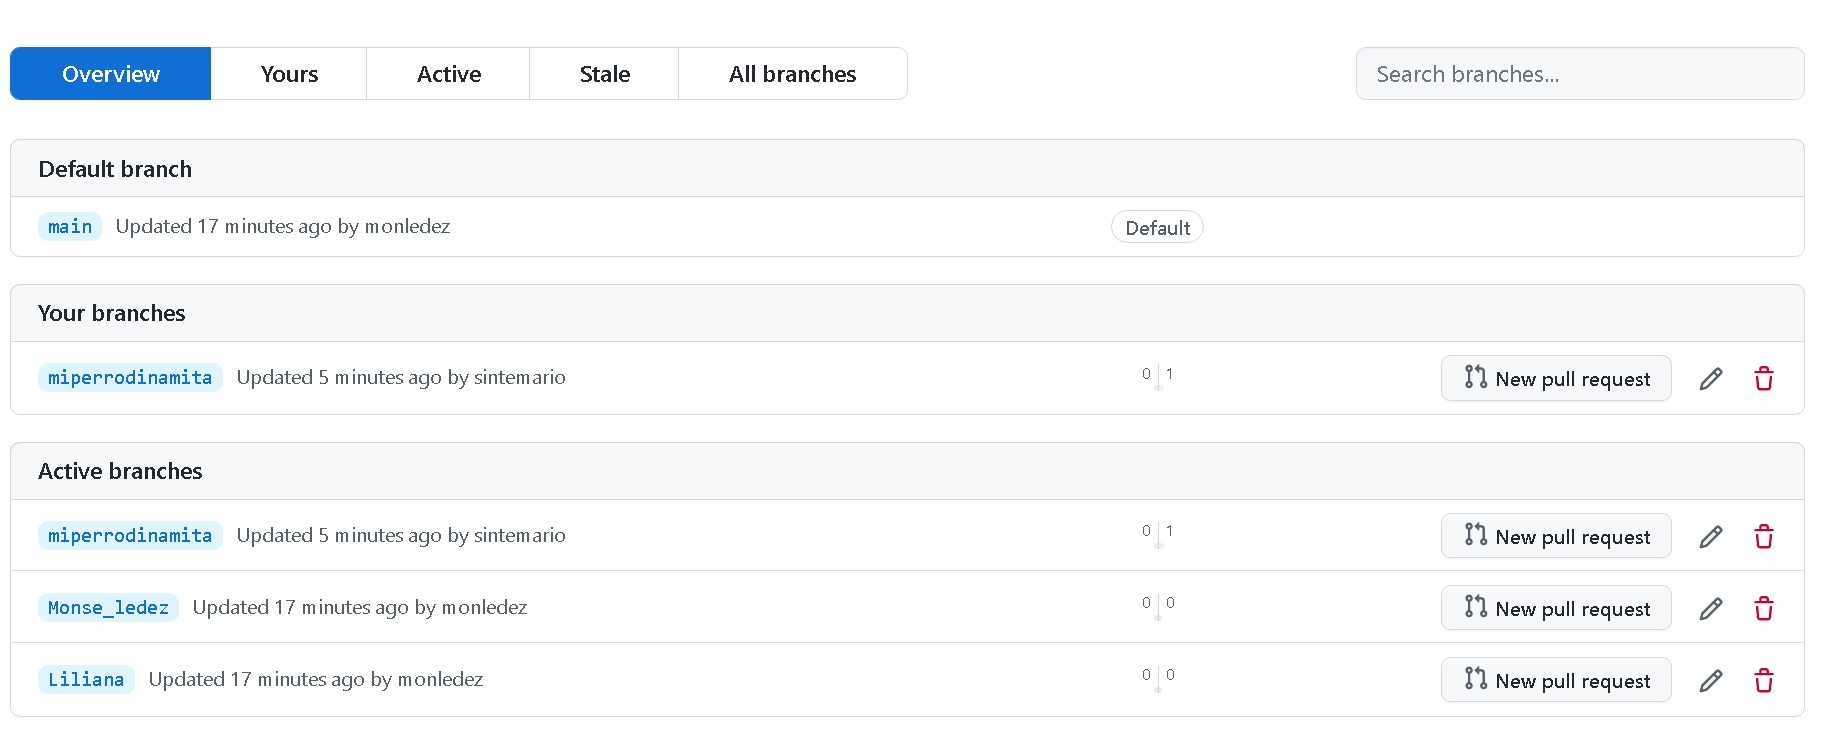 Overview Yours Active Stale All branches Search branches...
Default branch
main Updated 17 minutes ago by monledez Default
Your branches
miperrodinamita Updated 5 minutes ago by sintemario 0 1 New pull request
Active branches
miperrodinamita Updated 5 minutes ago by sintemario 0 1 New pull request
Monse_ledez Updated 17 minutes ago by monledez 0 0 New pull request
Liliana Updated 17 minutes ago by monledez 0 0 New pull request